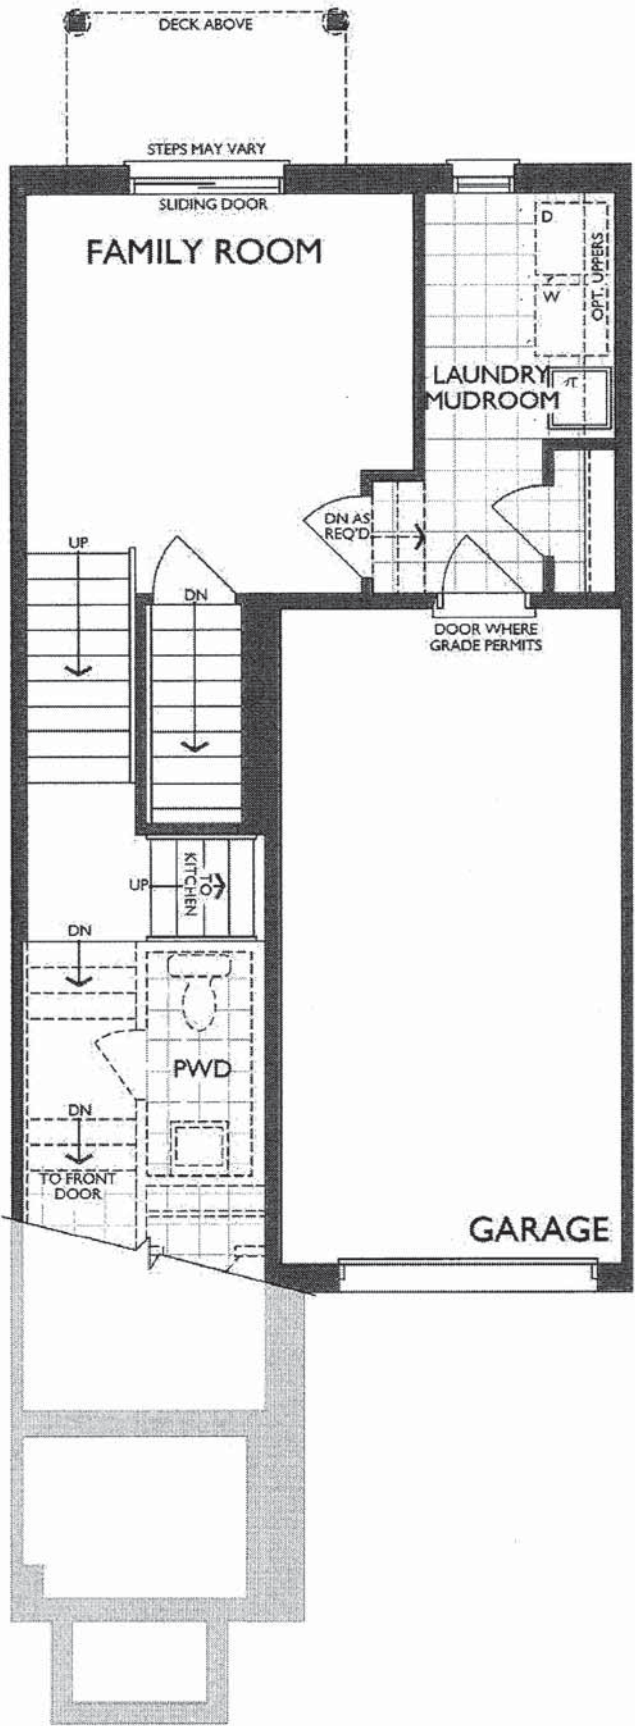 DECK ABOVE
STEPS MAY VARY
SLIDING DOOR
FAMILY ROOM
D
W
OPT. UPPERS
LAUNDRY
MUDROOM
DN AS
REQ'D
UP
DN
DOOR WHERE
GRADE PERMITS
UP
TO
KITCHEN
DN
PWD
DN
TO FRONT
DOOR
GARAGE